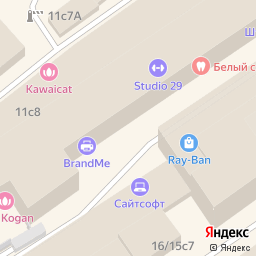 11с7А
Ш
Kawaicat
Studio 29
Белый с
11с8
BrandMe
Ray-Ban
Сайтсофт
Kogan
Яндекс
16/15с7